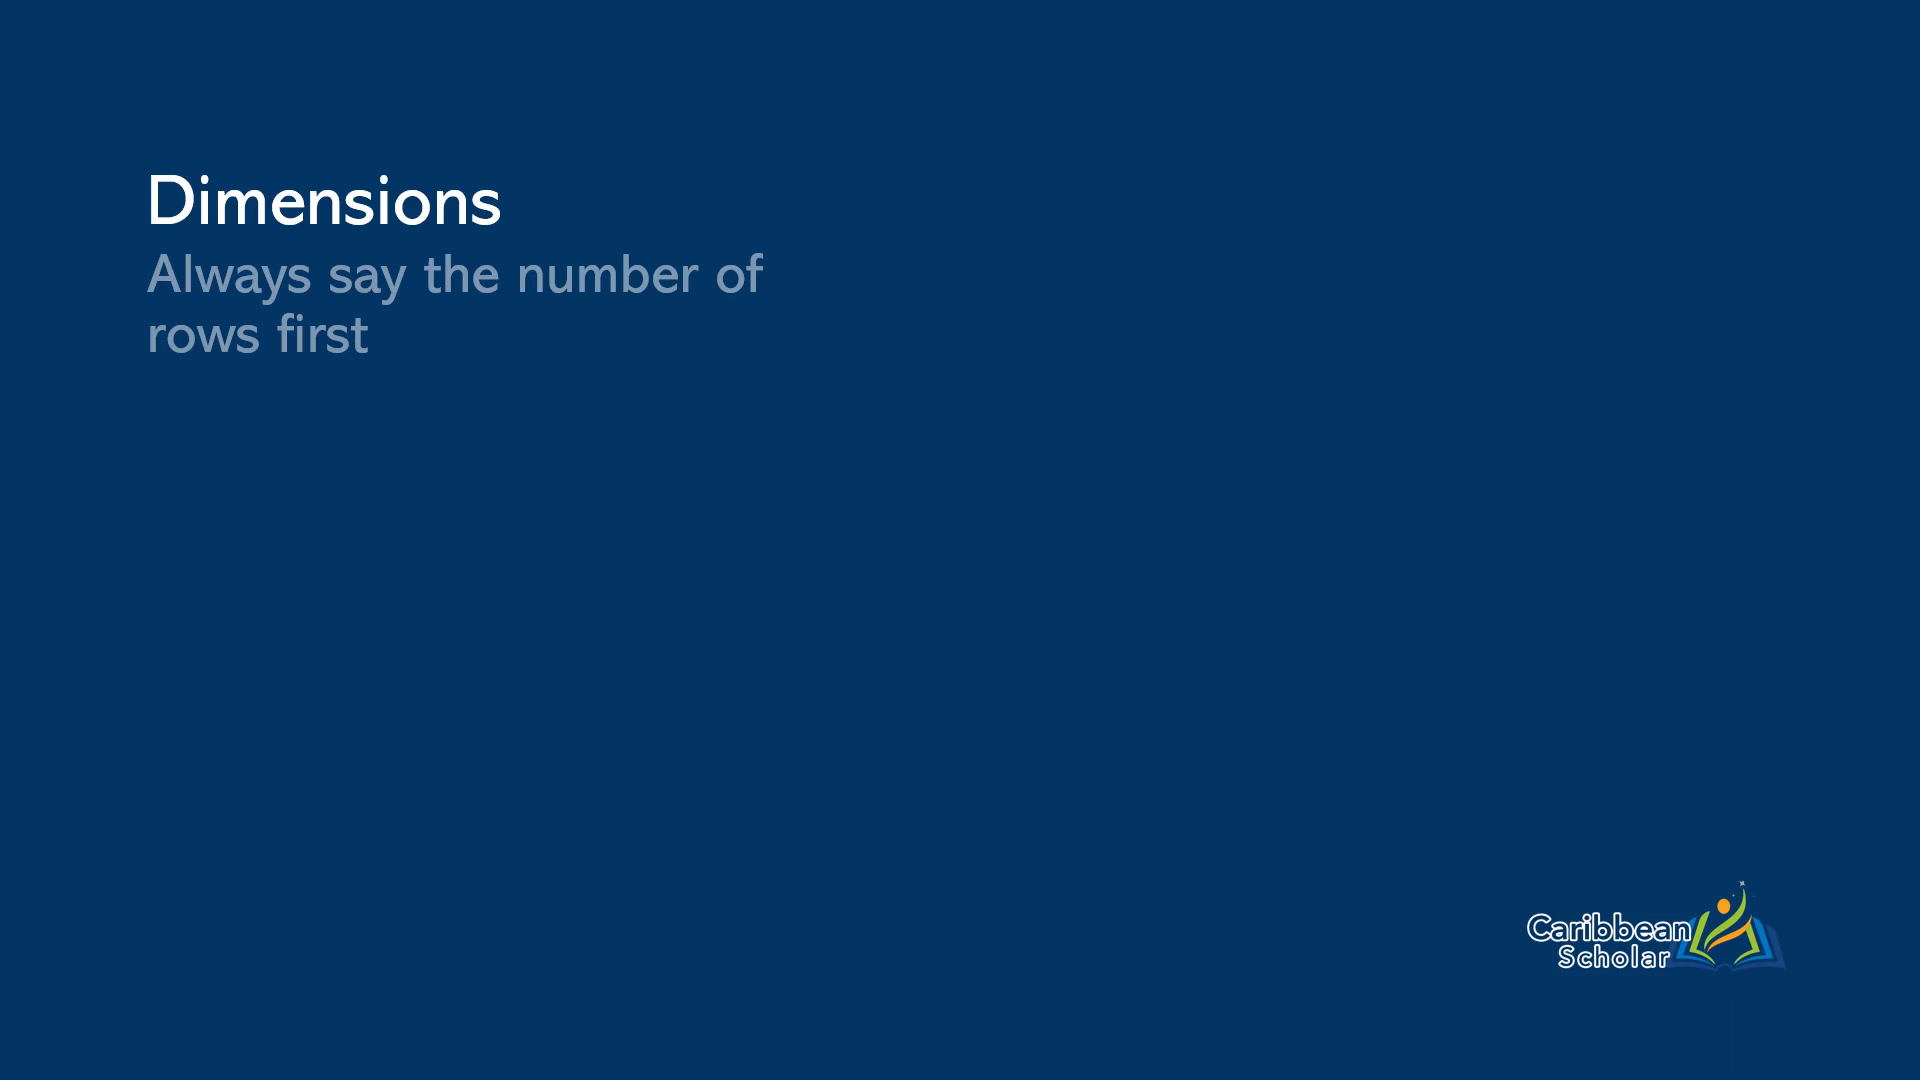 Dimensions
Always say the number of
rows first
Caribbean
Scholar